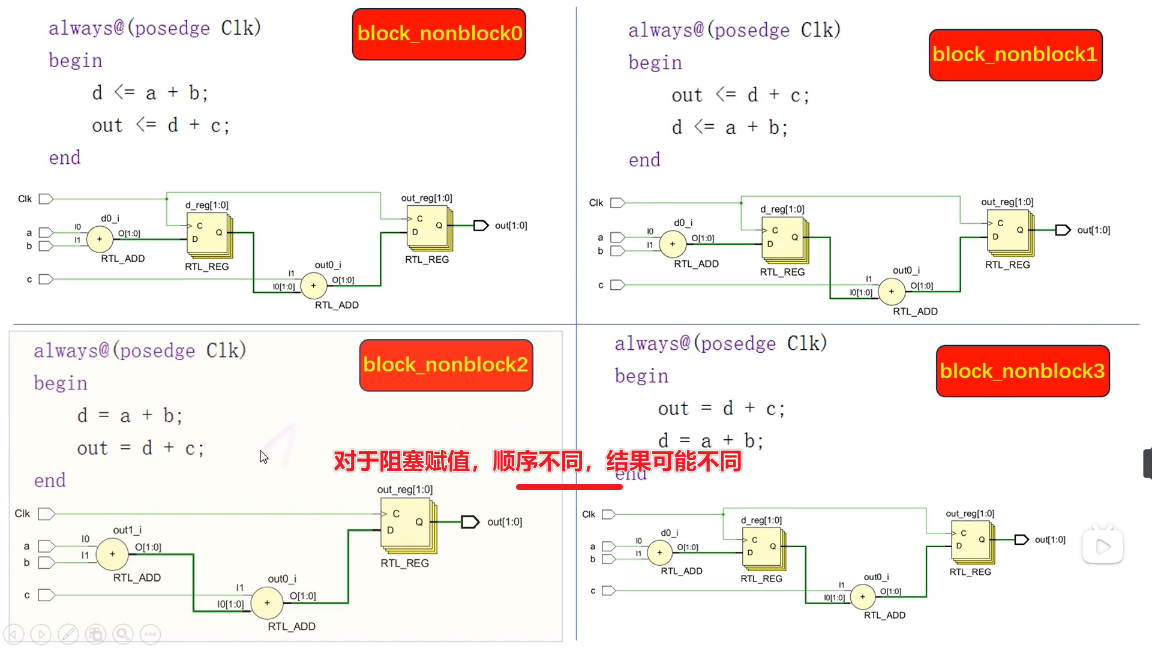 always@(posedge Clk)
begin
d <= a + b;
out <= d + c;
end
block_nonblock0
Clk
a
b
c
d0_i
I0
I1
+
O[1:0]
RTL_ADD
d_reg[1:0]
C
D
Q
RTL_REG
out0_i
I1
I0[1:0]
+
O[1:0]
RTL_ADD
out_reg[1:0]
C
D
Q
RTL_REG
out[1:0]
always@(posedge Clk)
begin
out <= d + c;
d <= a + b;
end
block_nonblock1
Clk
a
b
c
d0_i
I0
I1
+
O[1:0]
RTL_ADD
d_reg[1:0]
C
D
Q
RTL_REG
out0_i
I1
I0[1:0]
+
O[1:0]
RTL_ADD
out_reg[1:0]
C
D
Q
RTL_REG
out[1:0]
always@(posedge Clk)
begin
d = a + b;
out = d + c;
end
block_nonblock2
Clk
a
b
c
out1_i
I0
I1
+
O[1:0]
RTL_ADD
out0_i
I1
I0[1:0]
+
O[1:0]
RTL_ADD
out_reg[1:0]
C
D
Q
RTL_REG
out[1:0]
always@(posedge Clk)
begin
out = d + c;
d = a + b;
end
block_nonblock3
对于阻塞赋值，顺序不同，结果可能不同
Clk
a
b
c
d0_i
I0
I1
+
O[1:0]
RTL_ADD
d_reg[1:0]
C
D
Q
RTL_REG
out0_i
I1
I0[1:0]
+
O[1:0]
RTL_ADD
out_reg[1:0]
C
D
Q
RTL_REG
out[1:0]